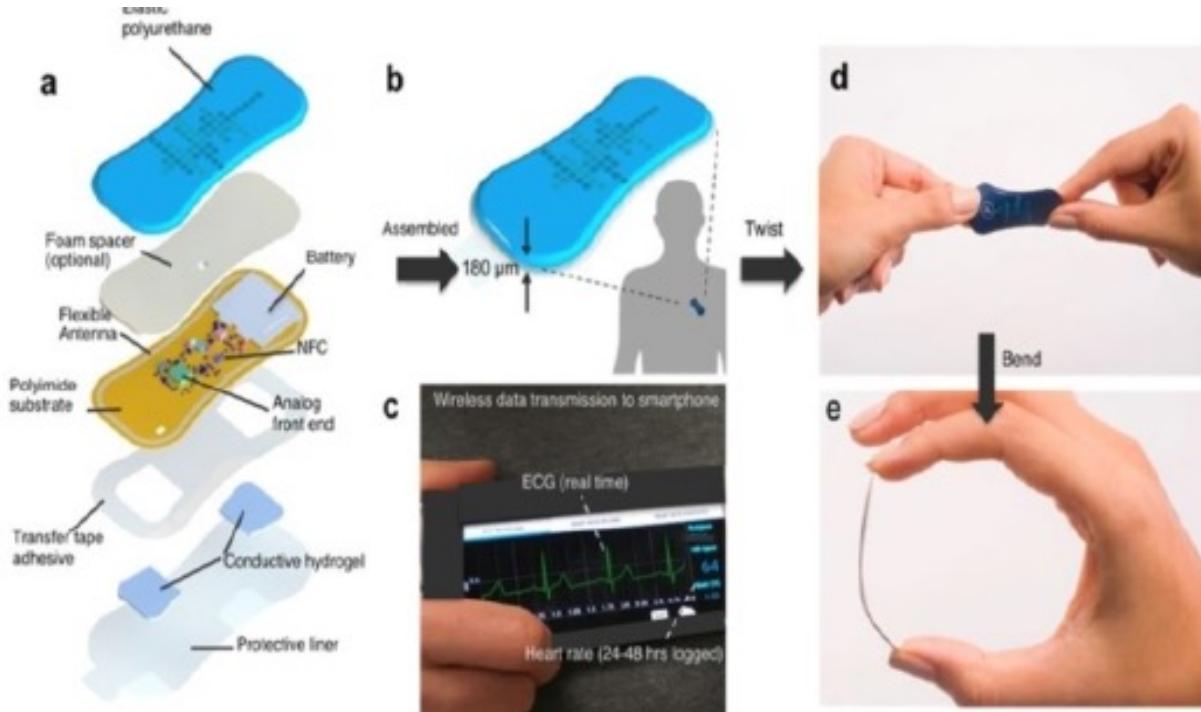 Elastic
polyurethane
a
Foam spacer
(optional)
Battery
Flexible
Antenna
NFC
Polyimide
substrate
Analog
front end
Transfer tape
adhesive
Conductive hydrogel
Protective liner
b
Assembled
180 μm
Twist
c
Wireless data transmission to smartphone
ECG (real time)
64
Heart rate (24-48 hrs logged)
d
Bend
e